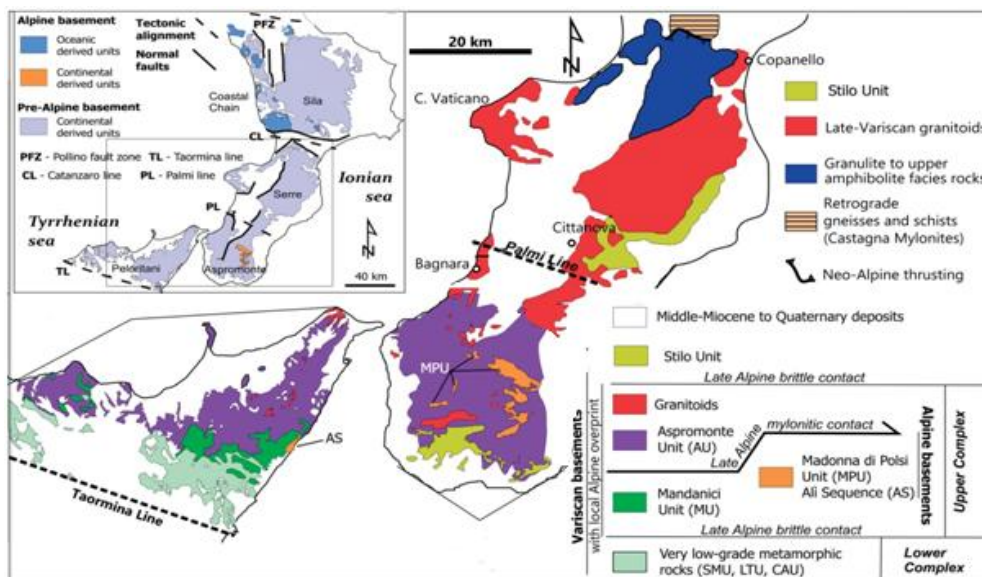 Alpine basement
Oceanic
derived units
Continental
derived units
Pre-Alpine basement
Continental
derived units
Tectonic
alignment
Normal
faults
PFZ
Coastal
Chain
Sila
CL
PFZ - Pollino fault zone TL - Taormina line
CL - Catanzaro line PL - Palmi line
Ionian
sea
Serre
PL
Tyrrhenian
sea
TL
Peloritani
Aspromonte
N
40 km
20 km
N
Copanello
C. Vaticano
Cittanova
Palmi Line
Bagnara
MPU
AS
Taormina Line
Stilo Unit
Late-Variscan granitoids
Granulite to upper
amphibolite facies rocks
Retrograde
gneisses and schists
(Castagna Mylonites)
Neo-Alpine thrusting
Middle-Miocene to Quaternary deposits
Stilo Unit
Late Alpine brittle contact
Variscan basements
with local Alpine overprint
Granitoids
Aspromonte
Unit (AU)
Late Alpine mylonitic contact
Madonna di Polsi
Unit (MPU)
Alì Sequence (AS)
Mandanici
Unit (MU)
Late Alpine brittle contact
Alpine basements
Upper Complex
Very low-grade metamorphic
rocks (SMU, LTU, CAU)
Lower
Complex